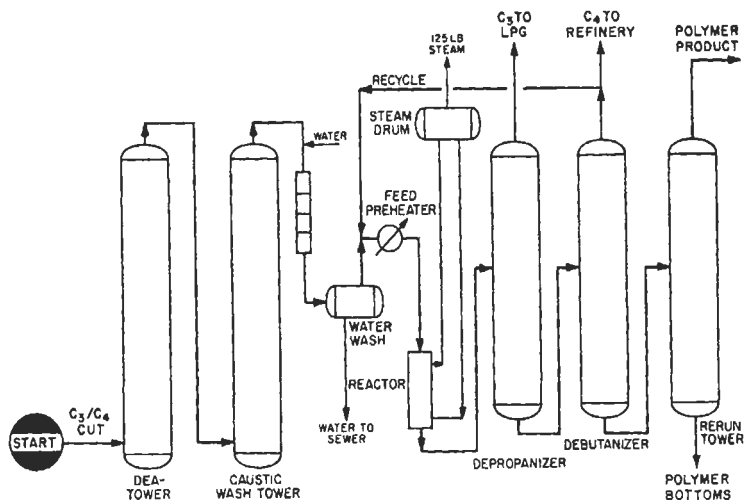 125 LB
STEAM
C3 TO
LPG
C4 TO
REFINERY
POLYMER
PRODUCT
RECYCLE
STEAM
DRUM
WATER
FEED
PREHEATER
WATER
WASH
REACTOR
C3/C4
CUT
START
WATER TO
SEWER
DEA-
TOWER
CAUSTIC
WASH TOWER
DEPROPANIZER
DEBUTANIZER
RERUN
TOWER
POLYMER
BOTTOMS